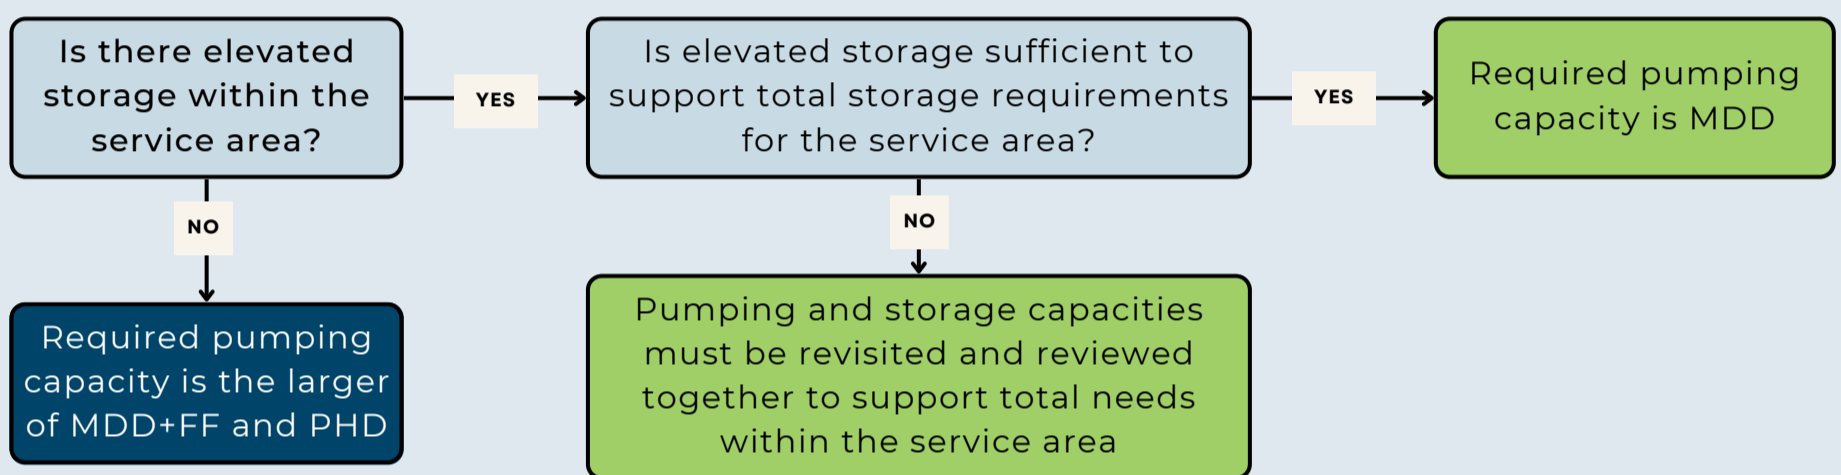 Is there elevated
storage within the
service area?
YES
Is elevated storage sufficient to
support total storage requirements
for the service area?
YES
Required pumping
capacity is MDD
NO
NO
Required pumping
capacity is the larger
of MDD+FF and PHD
Pumping and storage capacities
must be revisited and reviewed
together to support total needs
within the service area